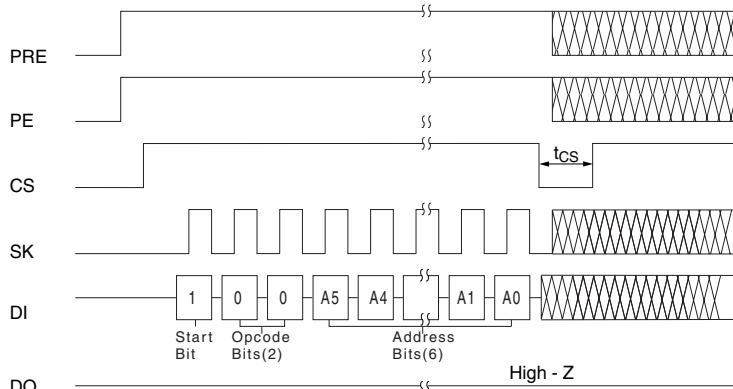 PRE
PE
CS
tCS
SK
DI
1 0 0 A5 A4 A1 A0
Start Bit
Opcode Bits(2)
Address Bits(6)
High - Z
DO